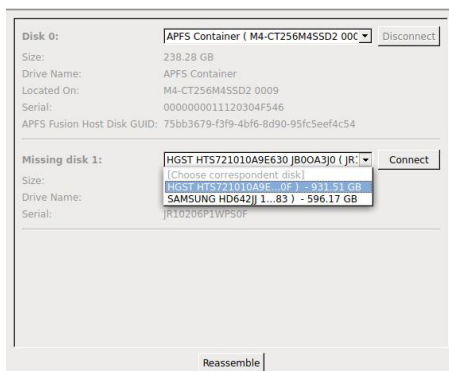 Disk 0: APFS Container ( M4-CT256M4SSD2 00C Disconnect
Size: 238.28 GB
Drive Name: APFS Container
Located On: M4-CT256M4SSD2 0009
Serial: 0000000011120304F546
APFS Fusion Host Disk GUID: 75bb3679-f3f9-4bf6-8d90-95fc5eef4c54
Missing disk 1: HGST HTS721010A9E630 JB0OA3J0 ( JR1 Connect
Size: [Choose correspondent disk]
Drive Name: HGST HTS721010A9E...0F ) - 931.51 GB
SAMSUNG HD642JJ 1...83 ) - 596.17 GB
Serial: JR10206P1WPS0F
Reassemble